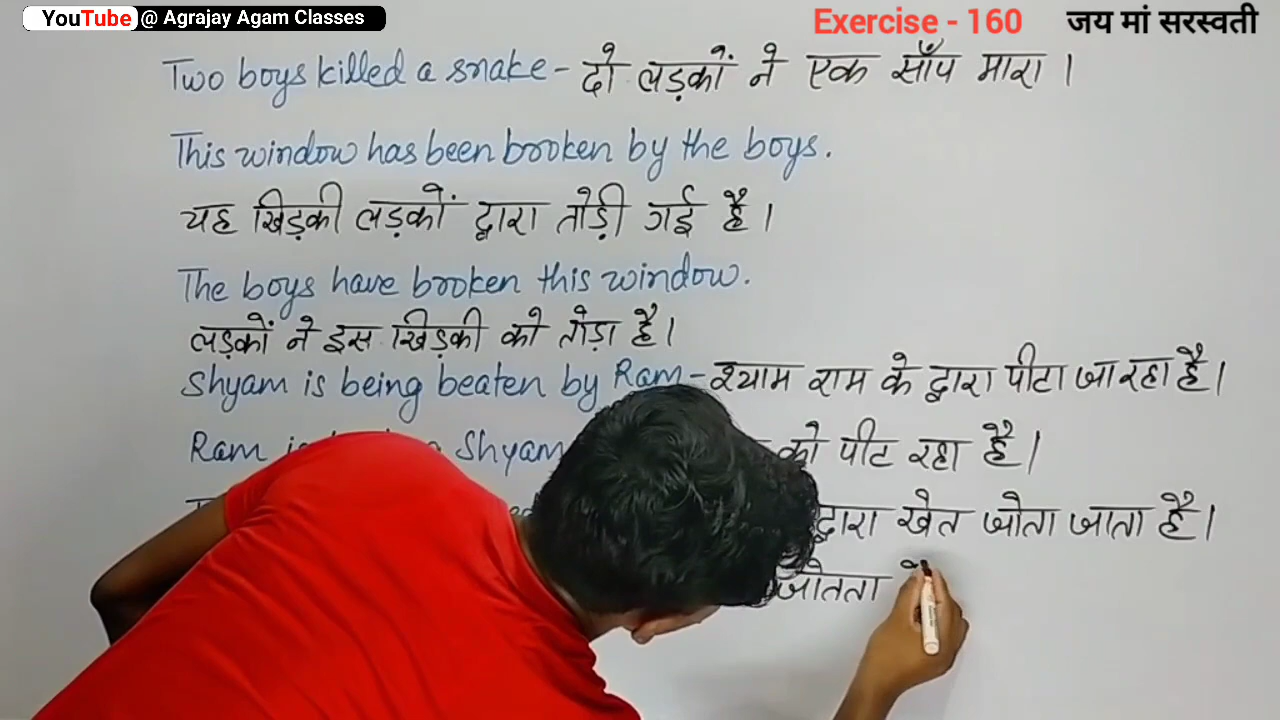 YouTube @ Agrajay Agam Classes
Exercise - 160 जय मां सरस्वती
Two boys killed a snake - दो लड़कों ने एक साँप मारा।
This window has been broken by the boys.
यह खिड़की लड़कों द्वारा तोड़ी गई है।
The boys have broken this window.
लड़कों ने इस खिड़की को तोड़ा है।
Shyam is being beaten by Ram - श्याम राम के द्वारा पीटा जा रहा है।
Ram Shyam को पीट रहा है।
द्वारा खेत जोता जाता है।
जोतता